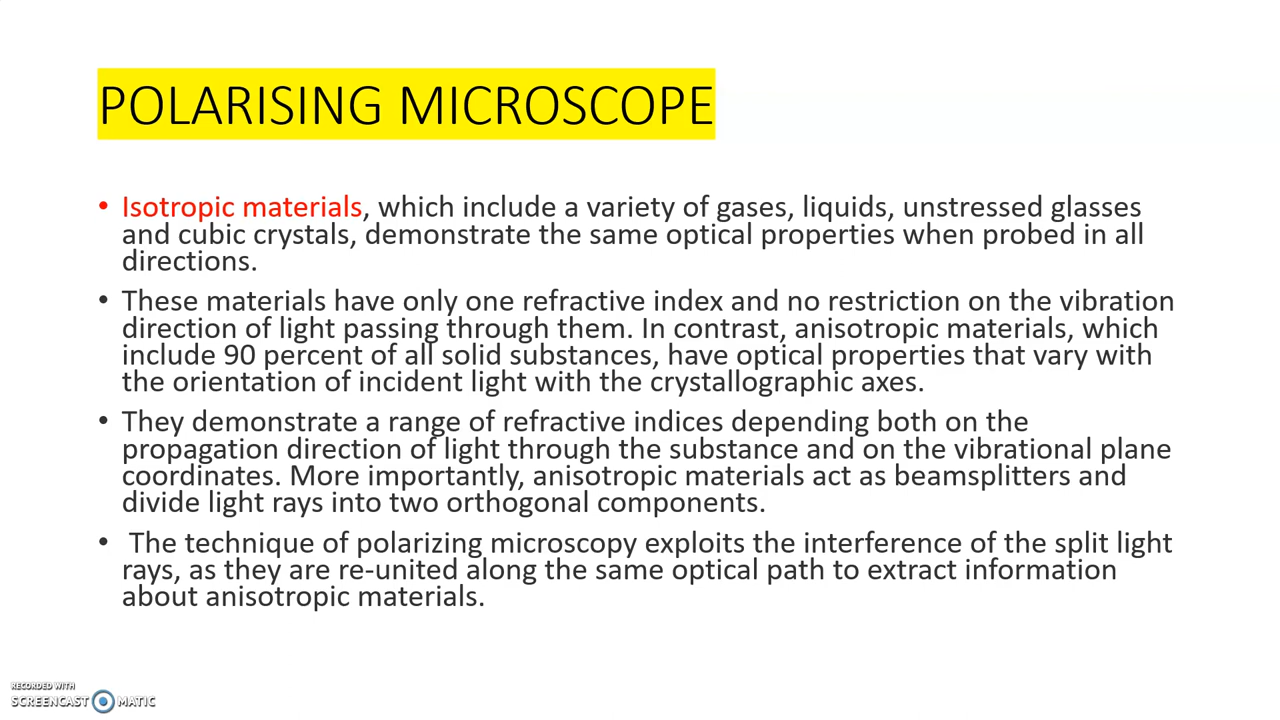 POLARISING MICROSCOPE
• Isotropic materials, which include a variety of gases, liquids, unstressed glasses
and cubic crystals, demonstrate the same optical properties when probed in all
directions.
• These materials have only one refractive index and no restriction on the vibration
direction of light passing through them. In contrast, anisotropic materials, which
include 90 percent of all solid substances, have optical properties that vary with
the orientation of incident light with the crystallographic axes.
• They demonstrate a range of refractive indices depending both on the
propagation direction of light through the substance and on the vibrational plane
coordinates. More importantly, anisotropic materials act as beamsplitters and
divide light rays into two orthogonal components.
• The technique of polarizing microscopy exploits the interference of the split light
rays, as they are re-united along the same optical path to extract information
about anisotropic materials.
RECORDED WITH
SCREENCAST MATIC